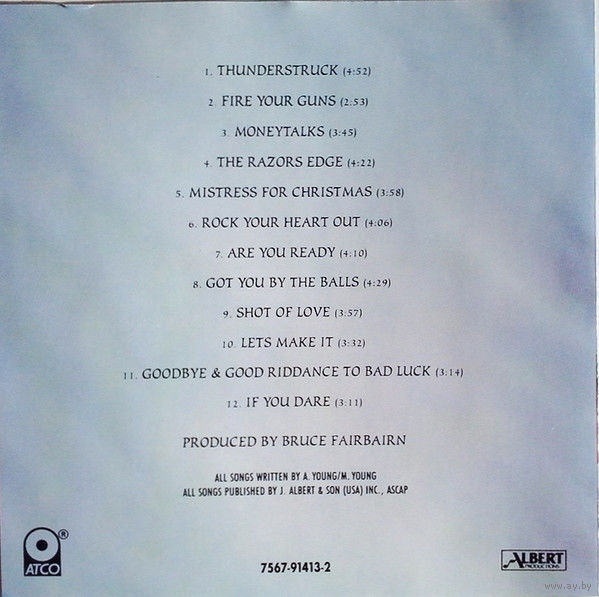 1. THUNDERSTRUCK (4:52)
2. FIRE YOUR GUNS (2:53)
3. MONEYTALKS (3:45)
4. THE RAZORS EDGE (4:22)
5. MISTRESS FOR CHRISTMAS (3:58)
6. ROCK YOUR HEART OUT (4:06)
7. ARE YOU READY (4:10)
8. GOT YOU BY THE BALLS (4:29)
9. SHOT OF LOVE (3:57)
10. LETS MAKE IT (3:32)
11. GOODBYE & GOOD RIDDANCE TO BAD LUCK (3:14)
12. IF YOU DARE (3:11)
PRODUCED BY BRUCE FAIRBAIRN
ALL SONGS WRITTEN BY A. YOUNG/M. YOUNG
ALL SONGS PUBLISHED BY J. ALBERT & SON (USA) INC., ASCAP
ATCO ®
7567-91413-2
ALBERT
PRODUCTIONS
www.ay.by